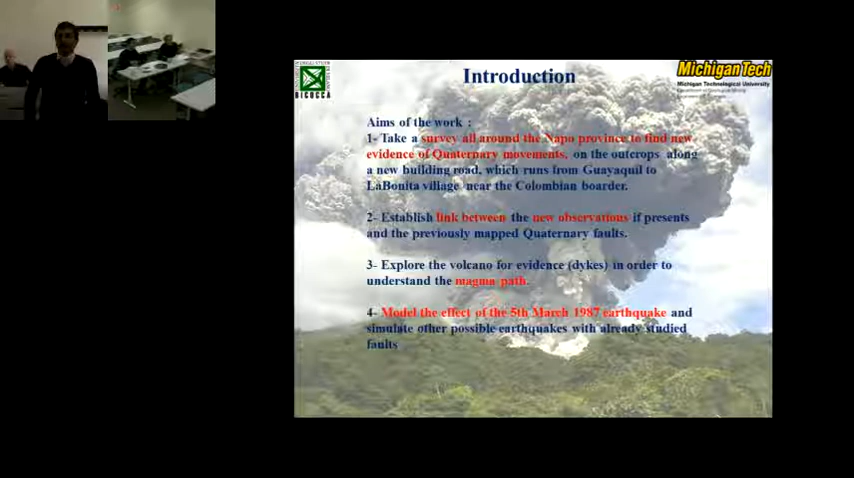 Introduction
Michigan Tech
Michigan Technological University
BICOCCA
Aims of the work :
1- Take a survey all around the Napo province to find new
evidence of Quaternary movements, on the outcrops along
a new building road, which runs from Guayaquil to
LaBonita village near the Colombian boarder.
2- Establish link between the new observations if presents
and the previously mapped Quaternary faults.
3- Explore the volcano for evidence (dykes) in order to
understand the magma path.
4- Model the effect of the 5th March 1987 earthquake and
simulate other possible earthquakes with already studied
faults